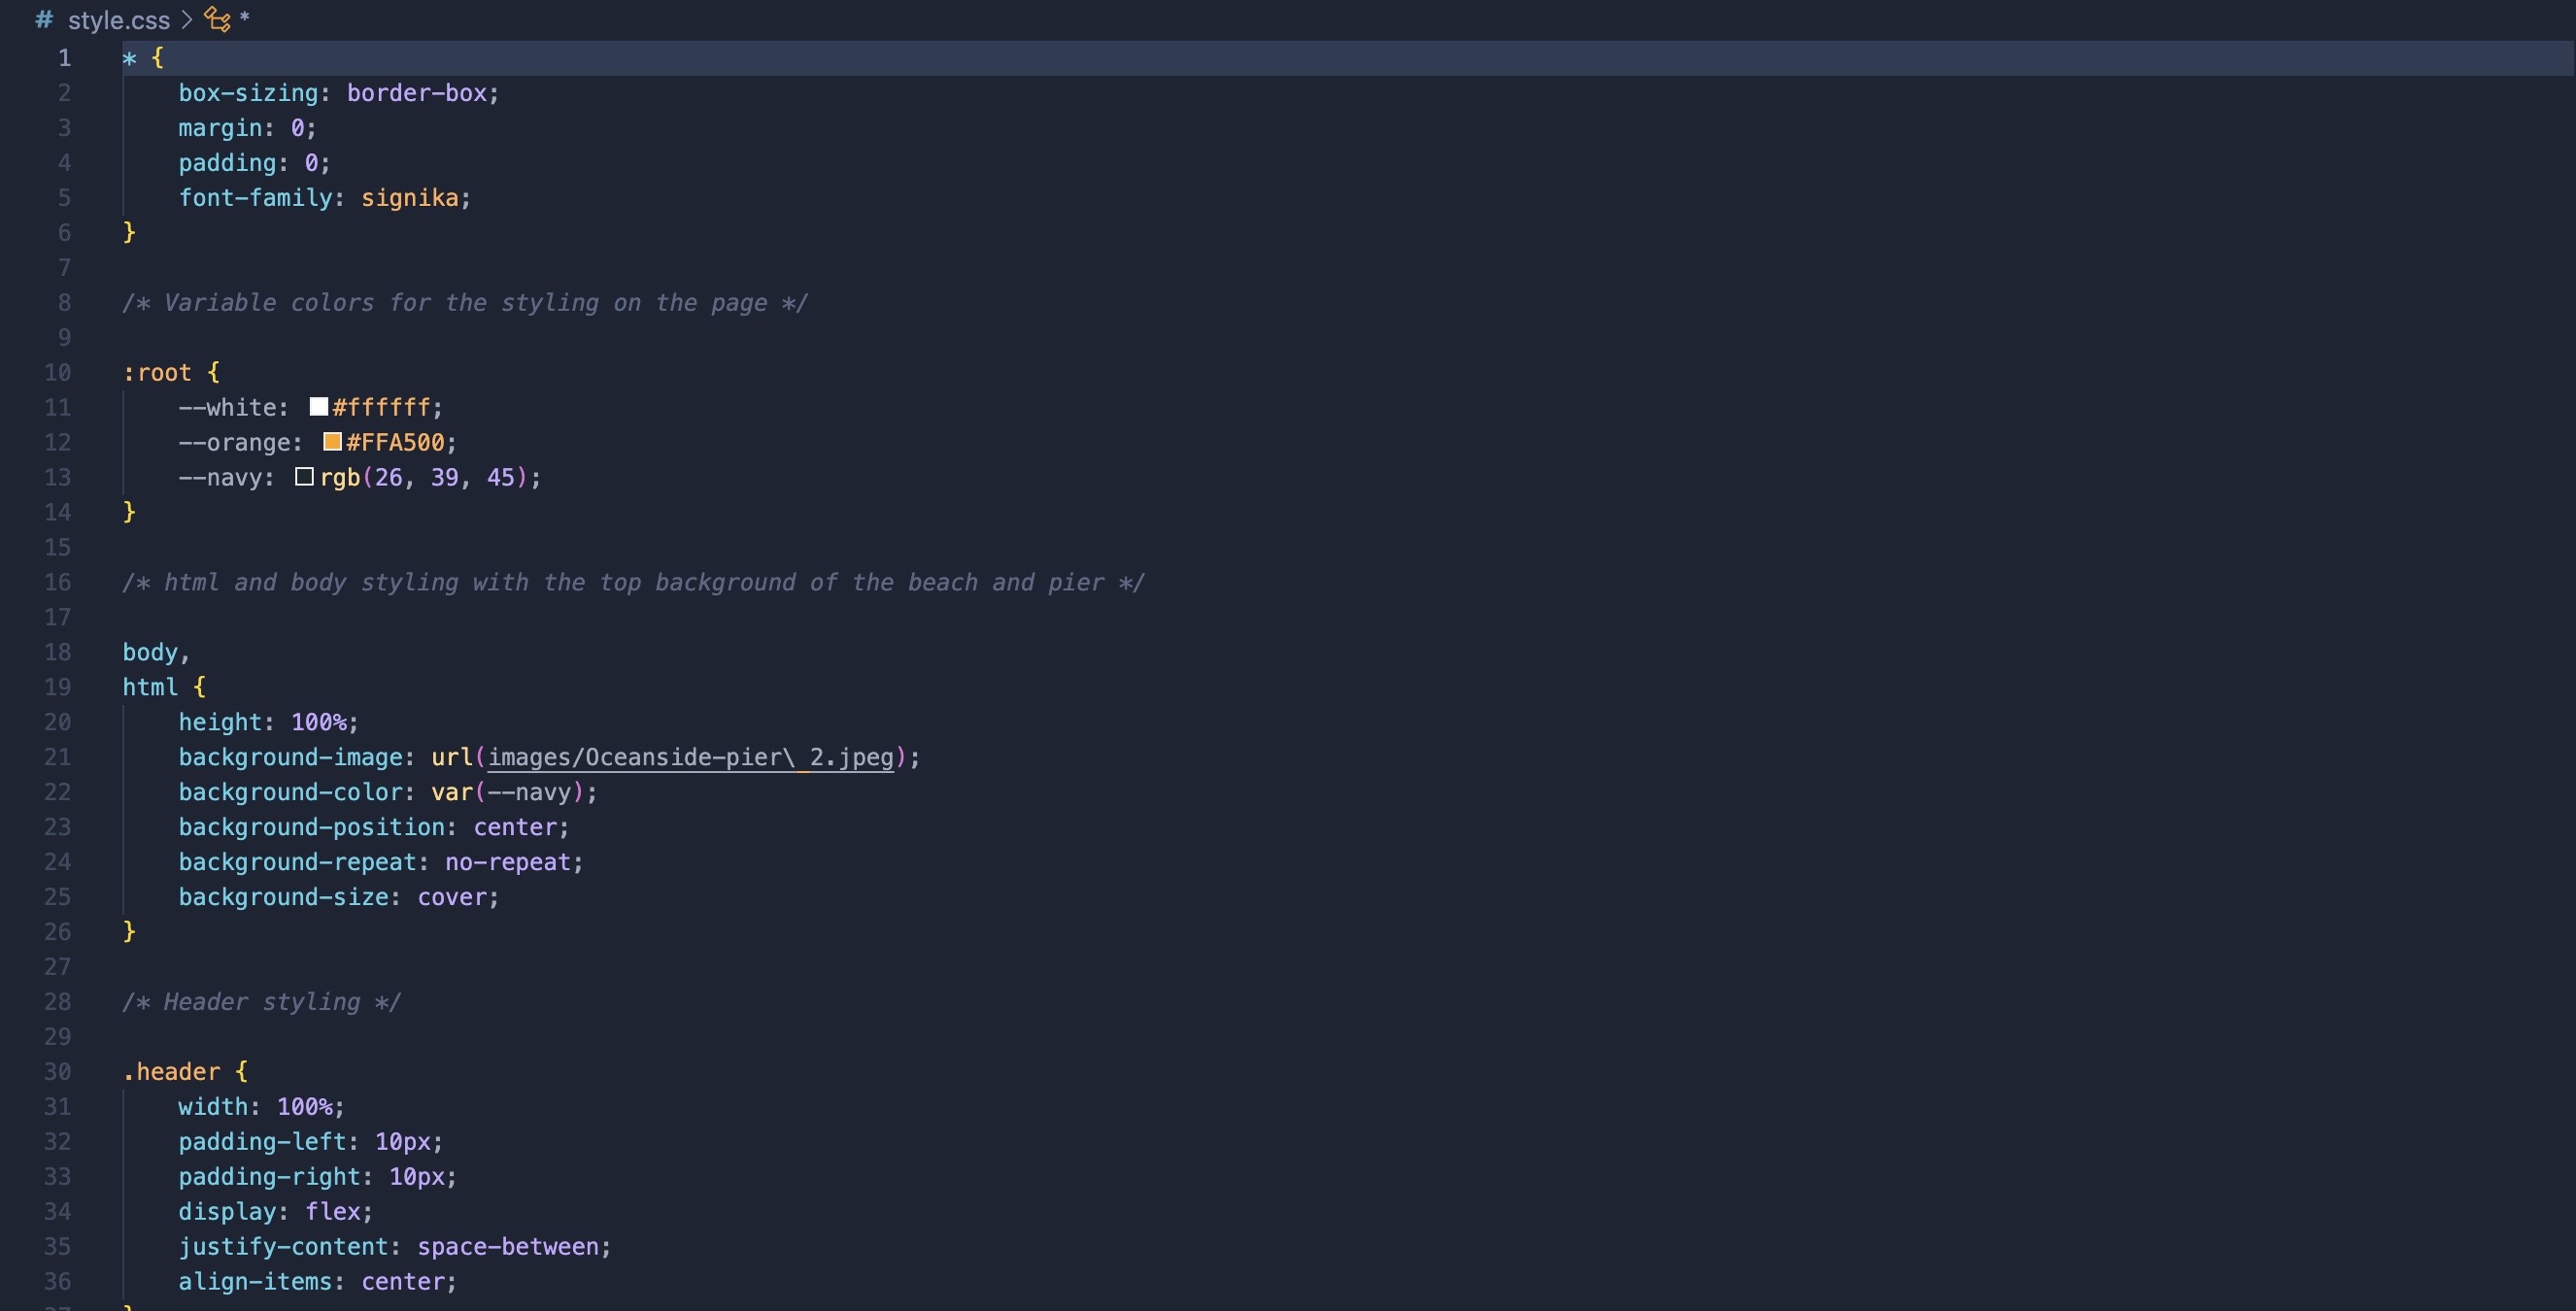 # style.css > *
1 * {
2     box-sizing: border-box;
3     margin: 0;
4     padding: 0;
5     font-family: signika;
6 }
7
8 /* Variable colors for the styling on the page */
9
10 :root {
11     --white: #ffffff;
12     --orange: #FFA500;
13     --navy: rgb(26, 39, 45);
14 }
15
16 /* html and body styling with the top background of the beach and pier */
17
18 body,
19 html {
20     height: 100%;
21     background-image: url(images/Oceanside-pier\ 2.jpeg);
22     background-color: var(--navy);
23     background-position: center;
24     background-repeat: no-repeat;
25     background-size: cover;
26 }
27
28 /* Header styling */
29
30 .header {
31     width: 100%;
32     padding-left: 10px;
33     padding-right: 10px;
34     display: flex;
35     justify-content: space-between;
36     align-items: center;
37 }